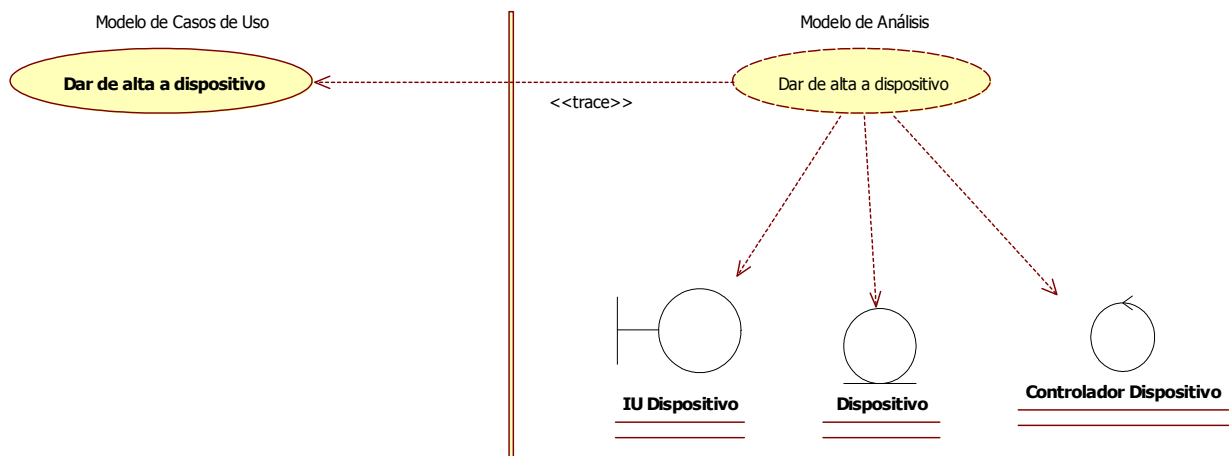 Modelo de Casos de Uso
Modelo de Análisis
Dar de alta a dispositivo
Dar de alta a dispositivo
<<trace>>
IU Dispositivo
Dispositivo
Controlador Dispositivo